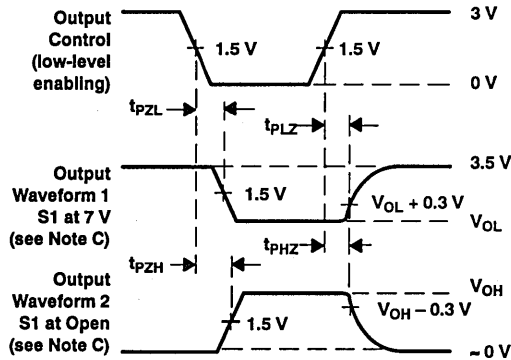 Output
Control
(low-level
enabling)
3 V
1.5 V
1.5 V
0 V
tPZL
tPLZ
Output
Waveform 1
S1 at 7 V
(see Note C)
3.5 V
1.5 V
VOL + 0.3 V
VOL
tPZH
tPHZ
Output
Waveform 2
S1 at Open
(see Note C)
VOH
1.5 V
VOH – 0.3 V
~ 0 V